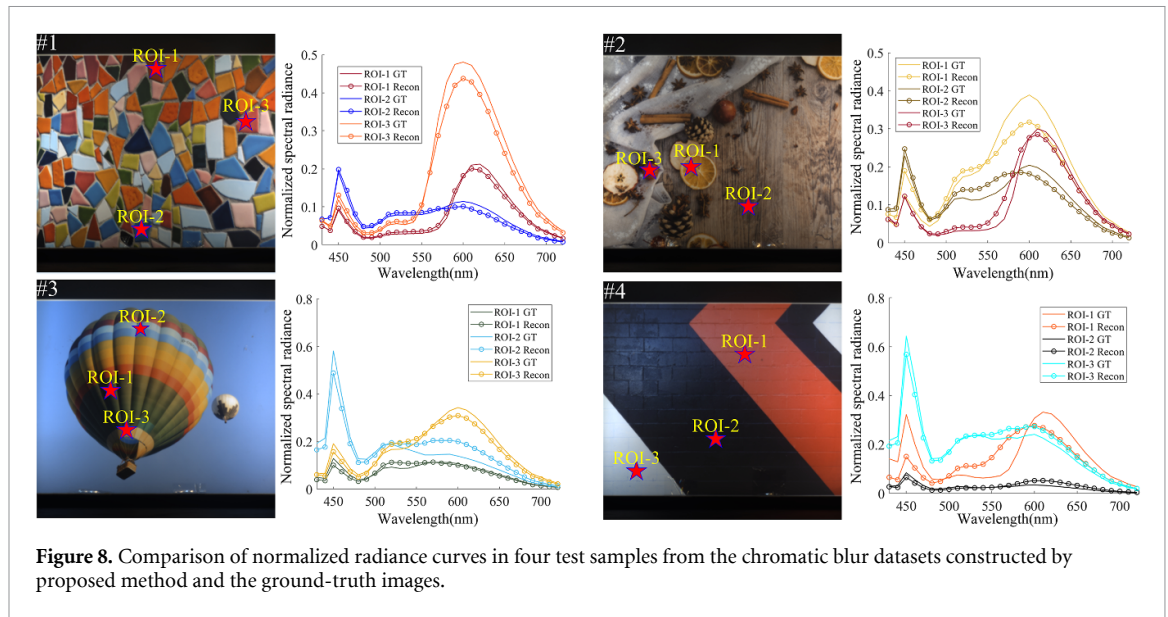 #1
ROI-1
ROI-3
ROI-2
Normalized spectral radiance
0.5
0.4
0.3
0.2
0.1
0
ROI-1 GT
ROI-1 Recon
ROI-2 GT
ROI-2 Recon
ROI-3 GT
ROI-3 Recon
450 500 550 600 650 700
Wavelength(nm)
#2
ROI-3
ROI-1
ROI-2
Normalized spectral radiance
0.5
0.4
0.3
0.2
0.1
0
ROI-1 GT
ROI-1 Recon
ROI-2 GT
ROI-2 Recon
ROI-3 GT
ROI-3 Recon
450 500 550 600 650 700
Wavelength(nm)
#3
ROI-2
ROI-1
ROI-3
Normalized spectral radiance
0.8
0.6
0.4
0.2
0
ROI-1 GT
ROI-1 Recon
ROI-2 GT
ROI-2 Recon
ROI-3 GT
ROI-3 Recon
450 500 550 600 650 700
Wavelength(nm)
#4
ROI-1
ROI-2
ROI-3
Normalized spectral radiance
0.8
0.6
0.4
0.2
0
ROI-1 GT
ROI-1 Recon
ROI-2 GT
ROI-2 Recon
ROI-3 GT
ROI-3 Recon
450 500 550 600 650 700
Wavelength(nm)
Figure 8. Comparison of normalized radiance curves in four test samples from the chromatic blur datasets constructed by
proposed method and the ground-truth images.